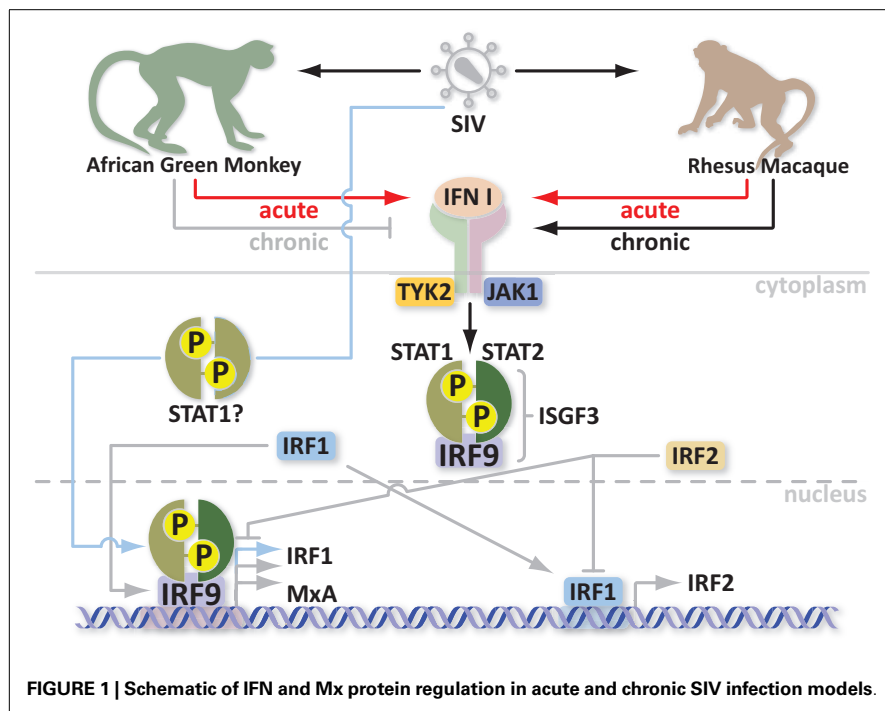 SIV
African Green Monkey
Rhesus Macaque
IFN I
acute
acute
chronic
chronic
cytoplasm
TYK2
JAK1
STAT1
STAT2
P
P
P
P
STAT1?
ISGF3
IRF9
IRF1
IRF2
nucleus
P
P
IRF9
IRF1
MxA
IRF1
IRF2
FIGURE 1 | Schematic of IFN and Mx protein regulation in acute and chronic SIV infection models.